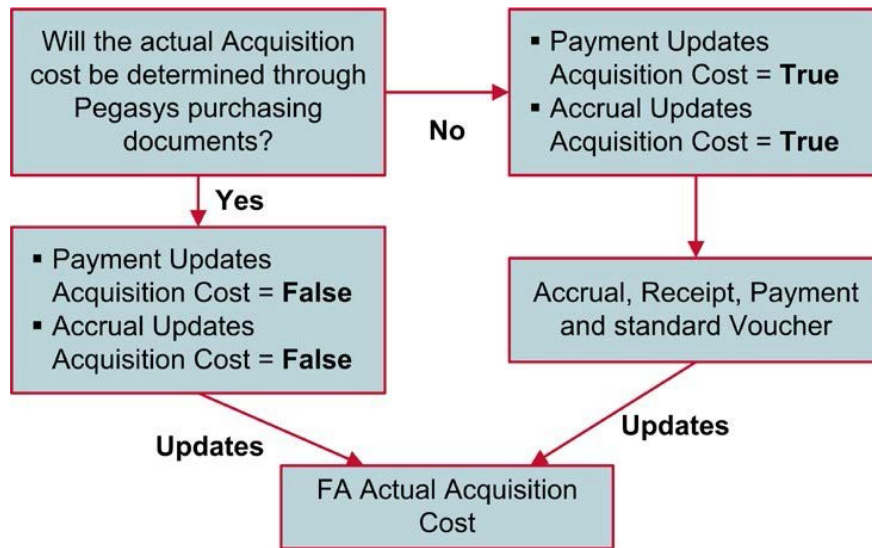 Will the actual Acquisition
cost be determined through
Pegasys purchasing
documents?
No
▪ Payment Updates
Acquisition Cost = True
▪ Accrual Updates
Acquisition Cost = True
Yes
▪ Payment Updates
Acquisition Cost = False
▪ Accrual Updates
Acquisition Cost = False
Accrual, Receipt, Payment
and standard Voucher
Updates
Updates
FA Actual Acquisition
Cost